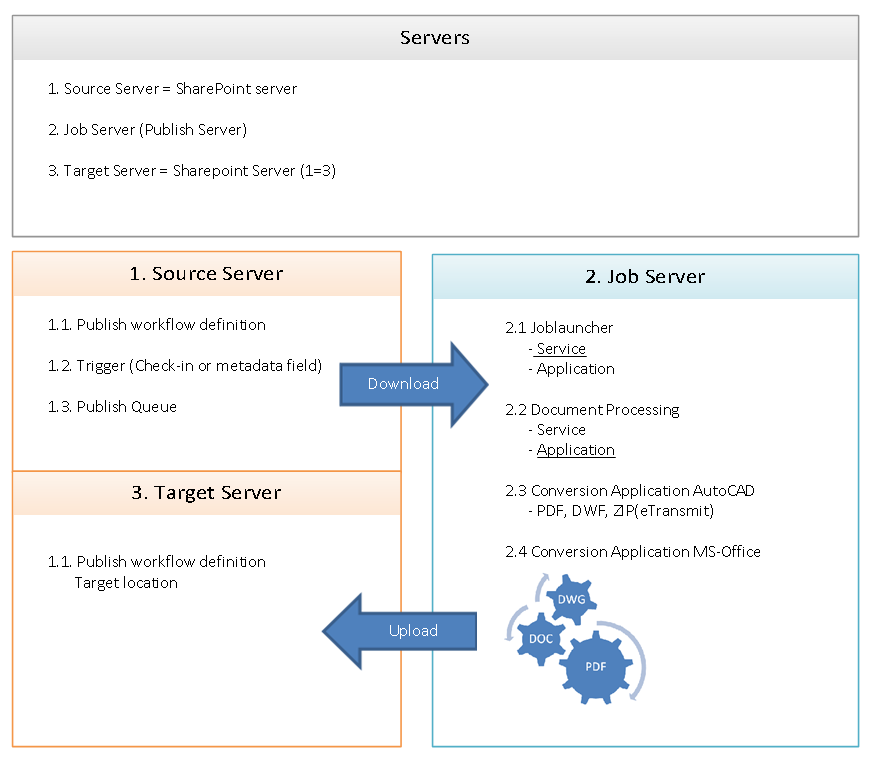 Servers
1. Source Server = SharePoint server
2. Job Server (Publish Server)
3. Target Server = Sharepoint Server (1=3)
1. Source Server
1.1. Publish workflow definition
1.2. Trigger (Check-in or metadata field)
1.3. Publish Queue
Download
2. Job Server
2.1 Joblauncher
- Service
- Application
2.2 Document Processing
- Service
- Application
2.3 Conversion Application AutoCAD
- PDF, DWF, ZIP(eTransmit)
2.4 Conversion Application MS-Office
DWG
DOC
PDF
3. Target Server
1.1. Publish workflow definition
Target location
Upload